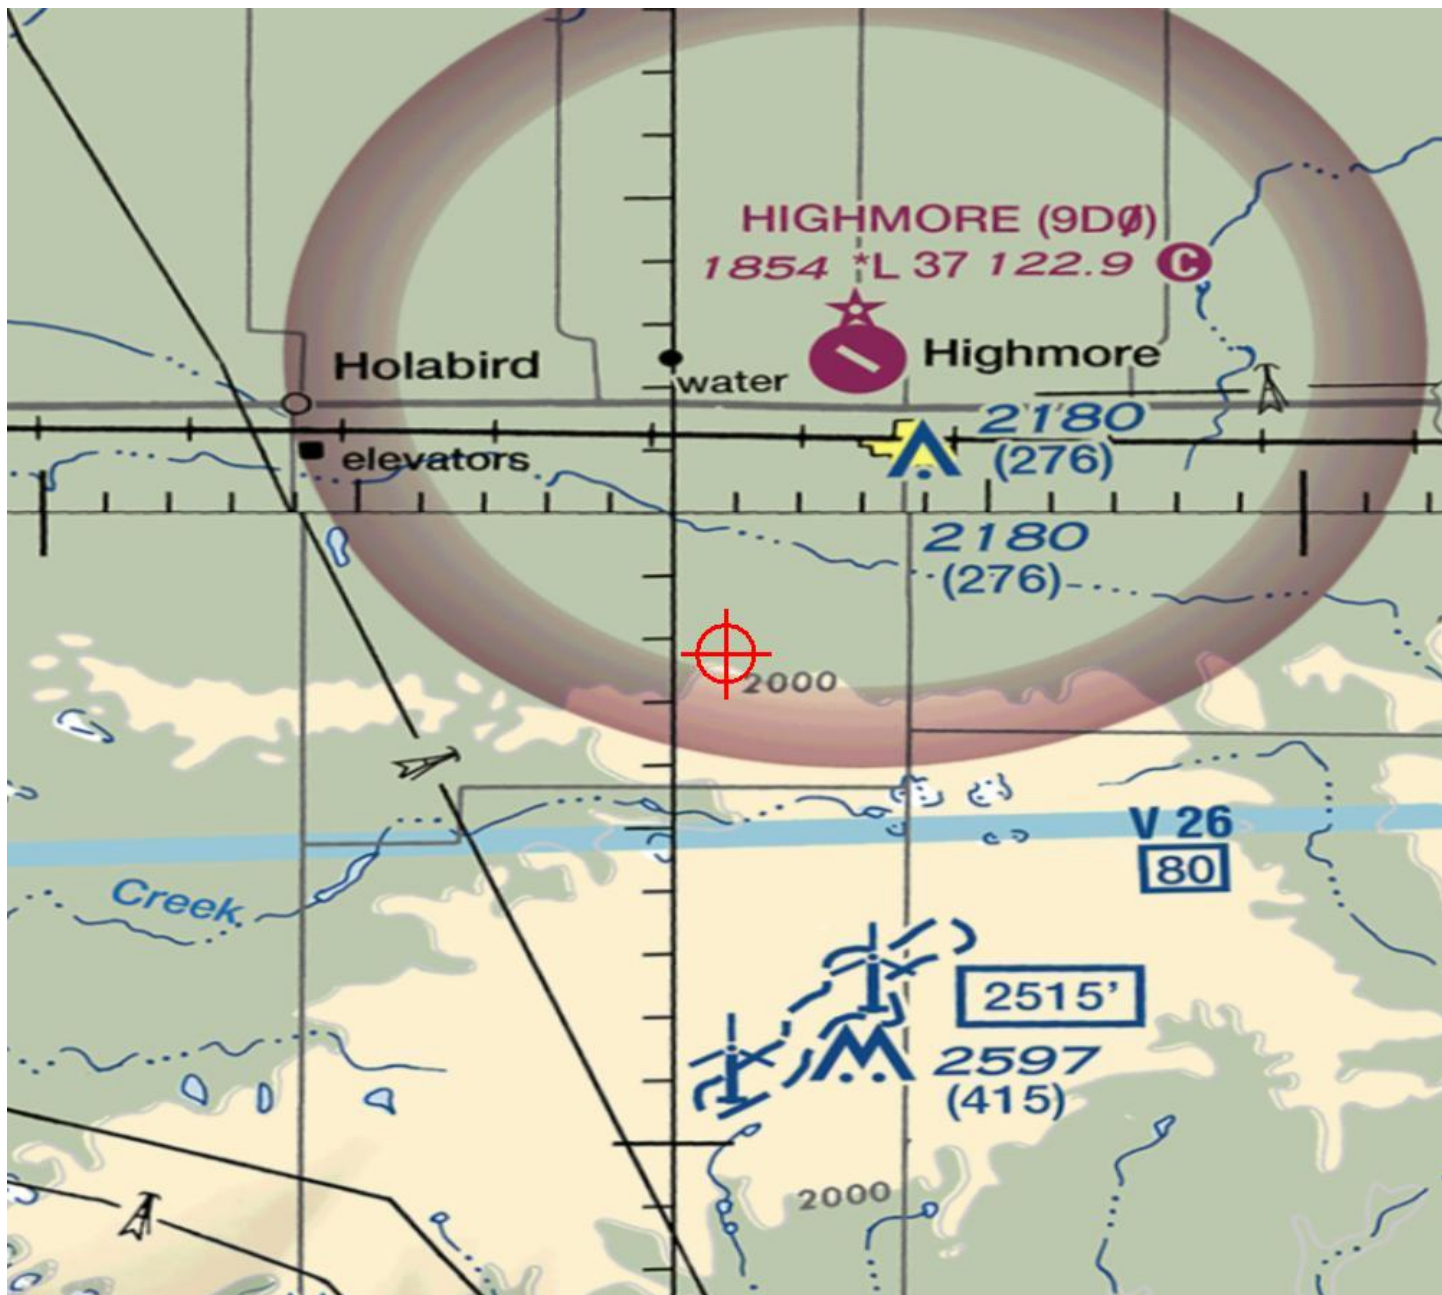 HIGHMORE (9DØ)
1854 *L 37 122.9 C
Holabird
Highmore
water
2180
(276)
elevators
2180
(276)
2000
V 26
80
Creek
2515'
2597
(415)
2000